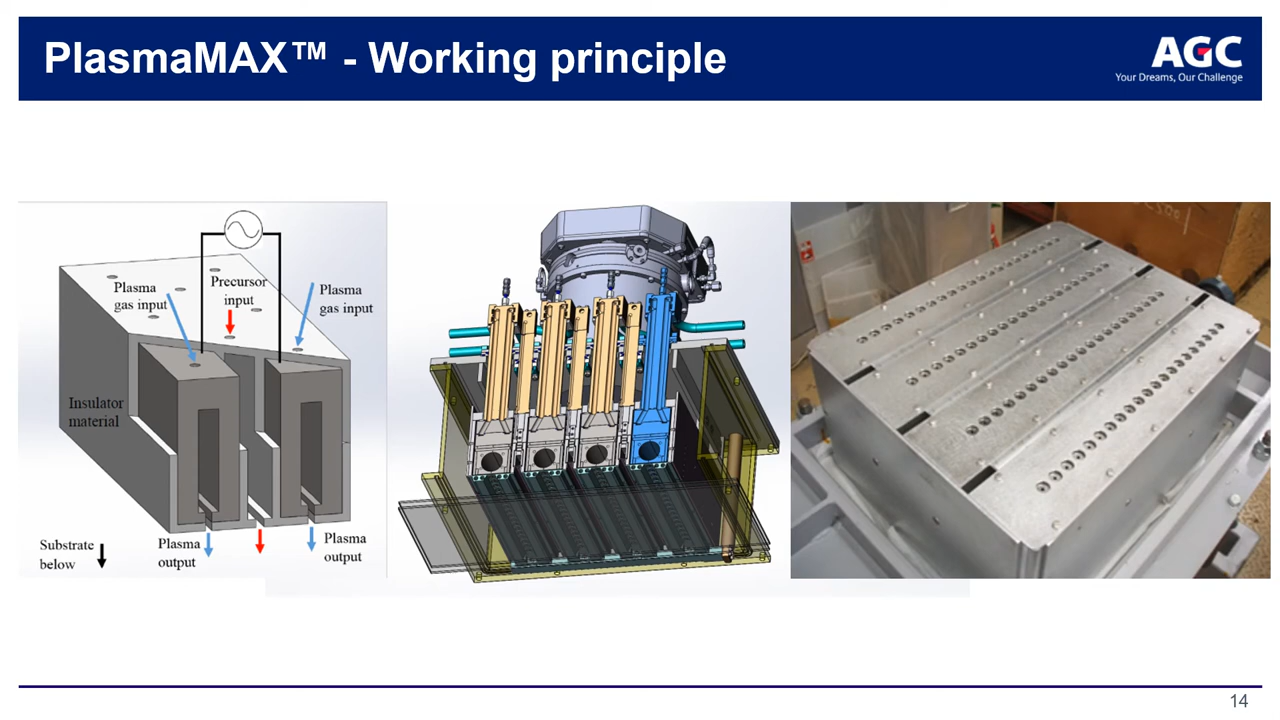 PlasmaMAX™ - Working principle
AGC
Your Dreams, Our Challenge
Plasma
gas input
Precursor
input
Plasma
gas input
Insulator
material
Substrate
below
Plasma
output
Plasma
output
14